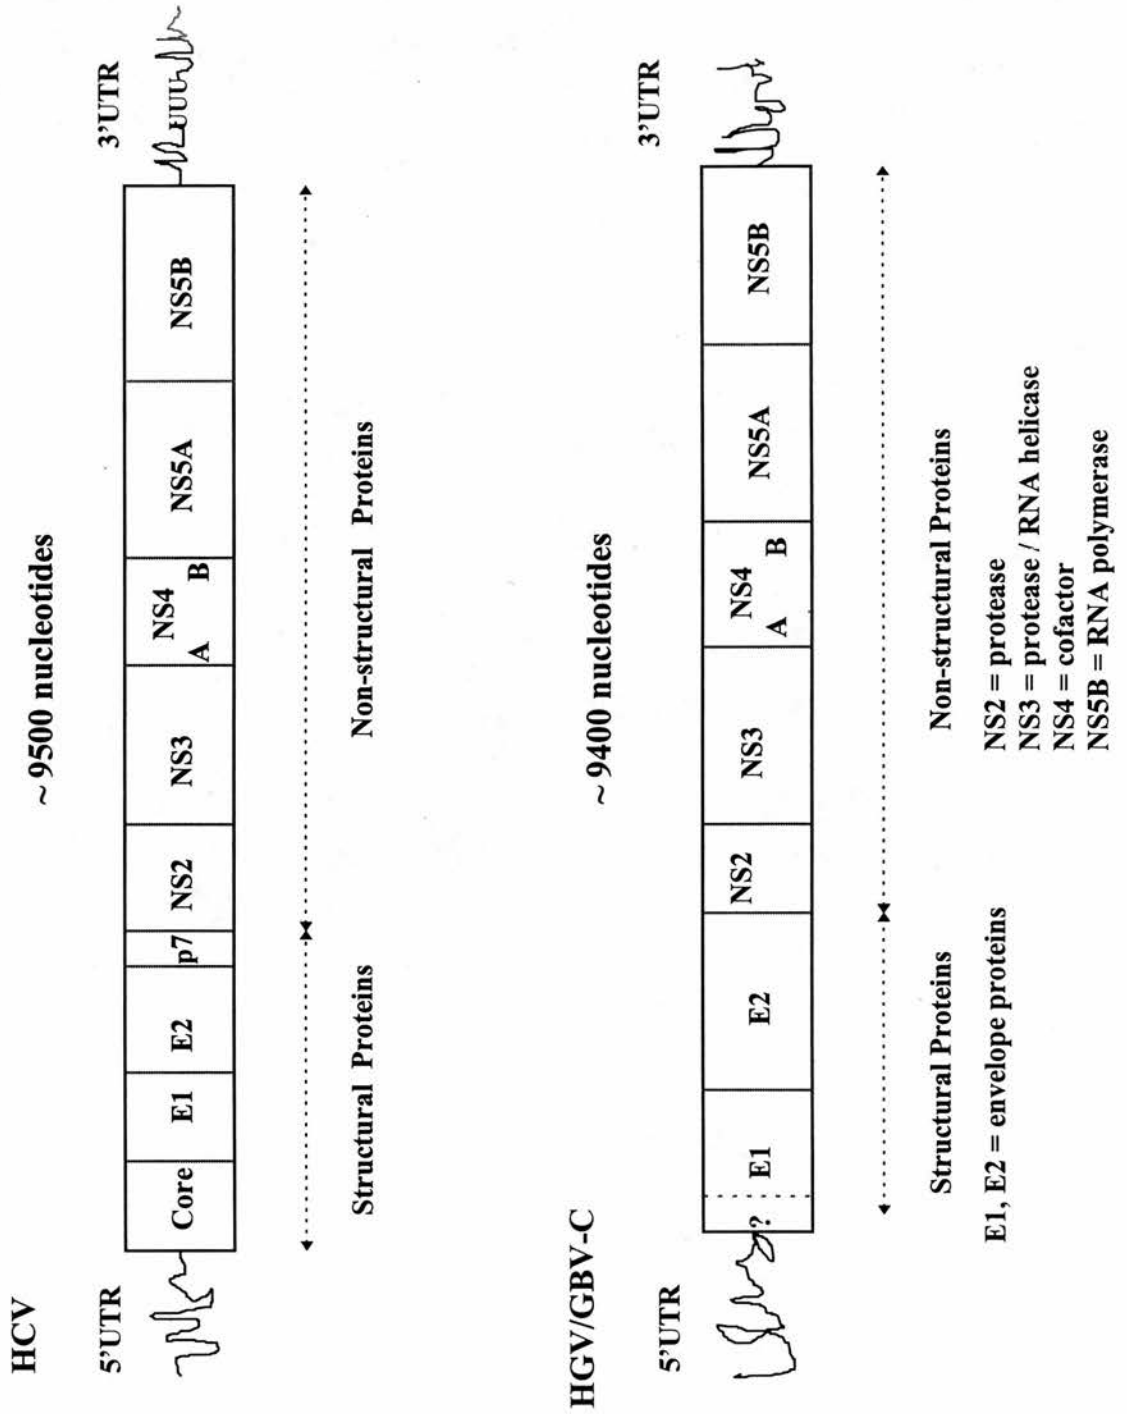 HCV
~ 9500 nucleotides
5'UTR
3'UTR
Core
E1
E2
p7
NS2
NS3
NS4
A
B
NS5A
NS5B
UUU
Structural Proteins
Non-structural Proteins
HGV/GBV-C
~ 9400 nucleotides
5'UTR
3'UTR
?
E1
E2
NS2
NS3
NS4
A
B
NS5A
NS5B
Structural Proteins
Non-structural Proteins
E1, E2 = envelope proteins
NS2 = protease
NS3 = protease / RNA helicase
NS4 = cofactor
NS5B = RNA polymerase